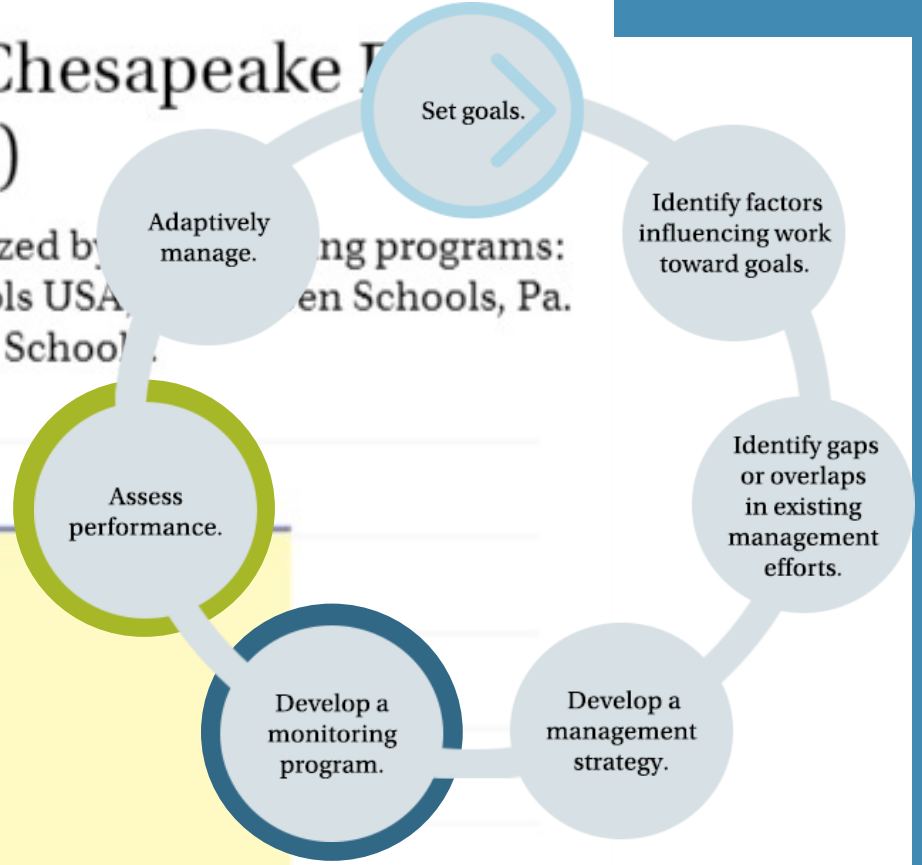 Chesapeake
)
zed by
ng programs:
ols USA,
en Schools, Pa.
School
Set goals.
Identify factors
influencing work
toward goals.
Identify gaps
or overlaps
in existing
management
efforts.
Develop a
management
strategy.
Develop a
monitoring
program.
Assess
performance.
Adaptively
manage.